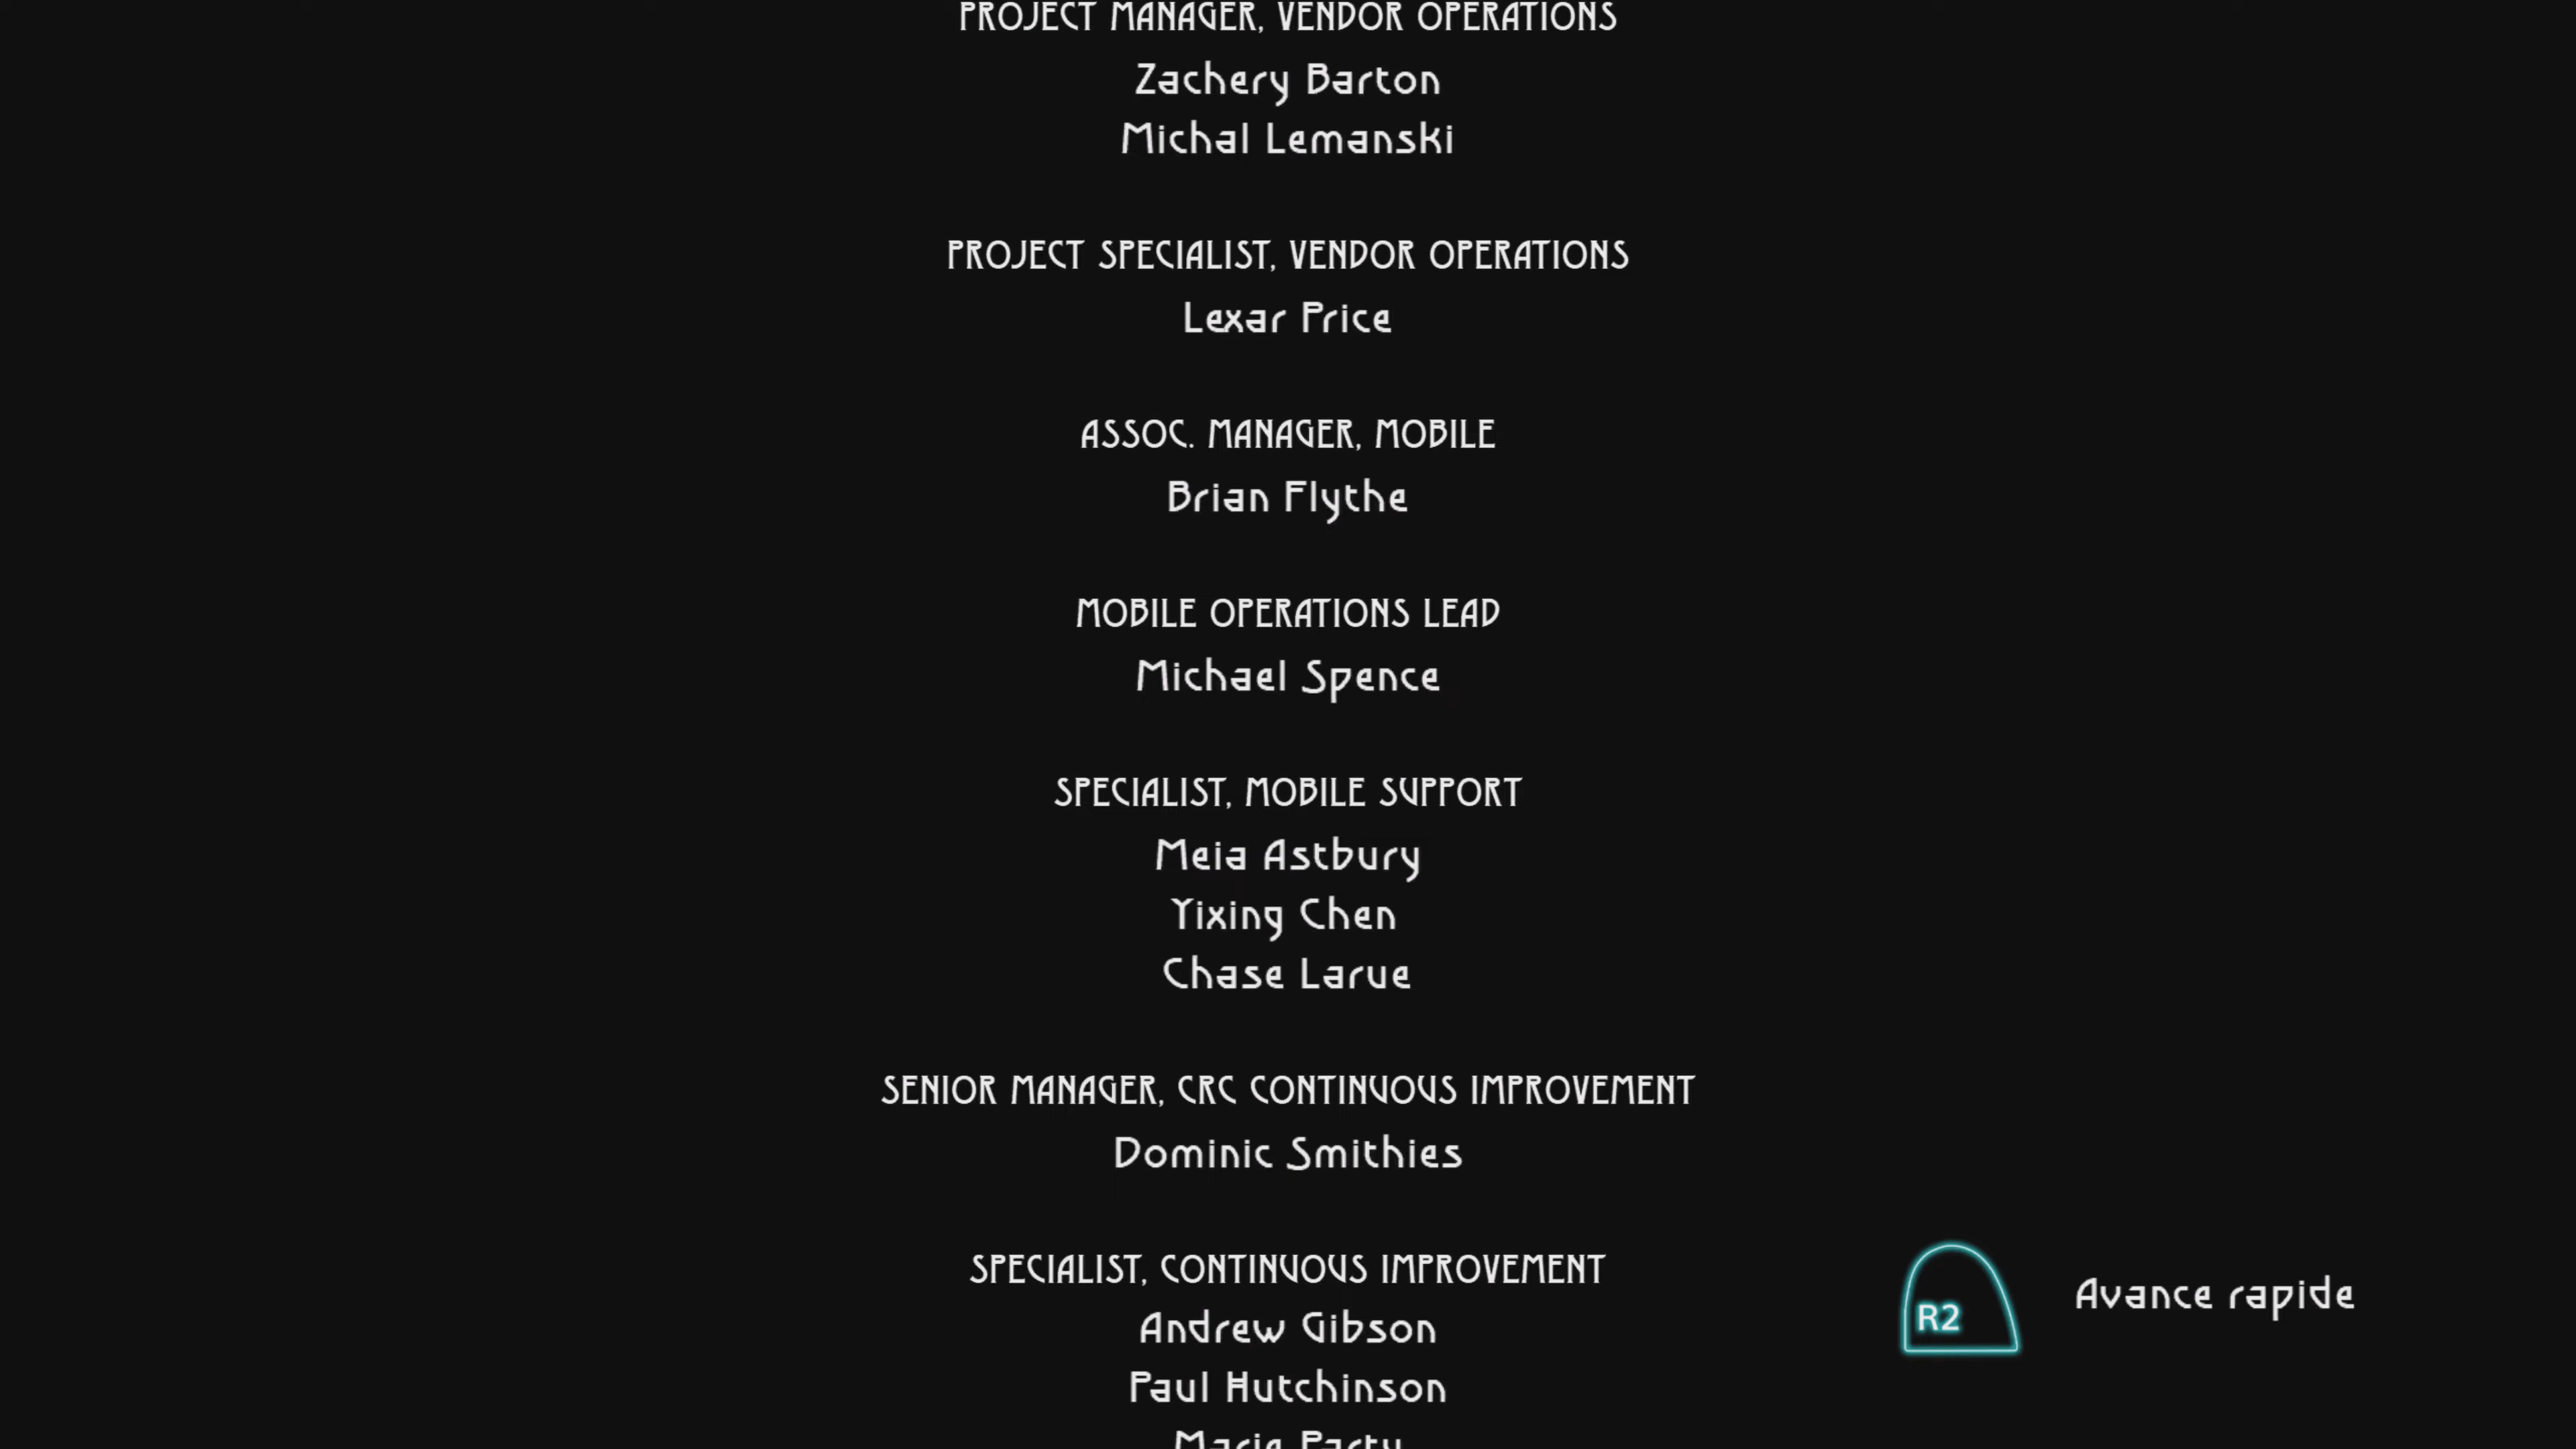 PROJECT MANAGER, VENDOR OPERATIONS
Zachery Barton
Michal Lemanski
PROJECT SPECIALIST, VENDOR OPERATIONS
Lexar Price
ASSOC. MANAGER, MOBILE
Brian Flythe
MOBILE OPERATIONS LEAD
Michael Spence
SPECIALIST, MOBILE SUPPORT
Meia Astbury
Yixing Chen
Chase Larue
SENIOR MANAGER, CRC CONTINUOUS IMPROVEMENT
Dominic Smithies
SPECIALIST, CONTINUOUS IMPROVEMENT
Andrew Gibson
Paul Hutchinson
R2 Avance rapide